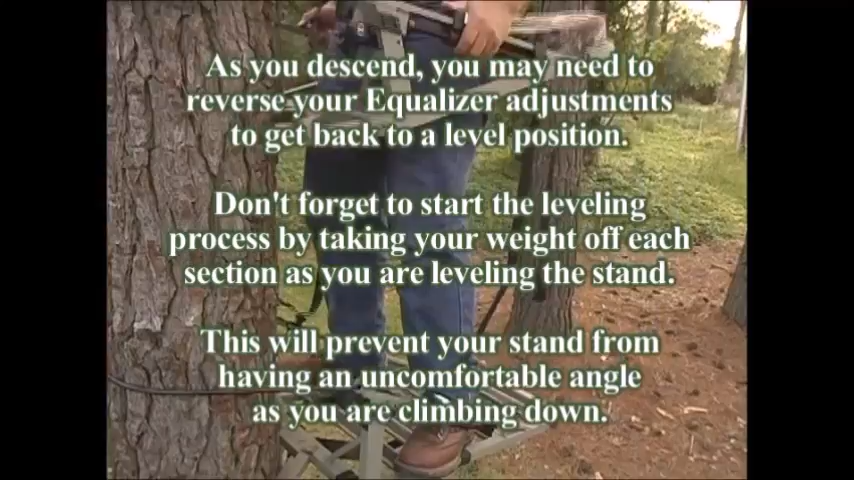 As you descend, you may need to
reverse your Equalizer adjustments
to get back to a level position.
Don't forget to start the leveling
process by taking your weight off each
section as you are leveling the stand.
This will prevent your stand from
having an uncomfortable angle
as you are climbing down.